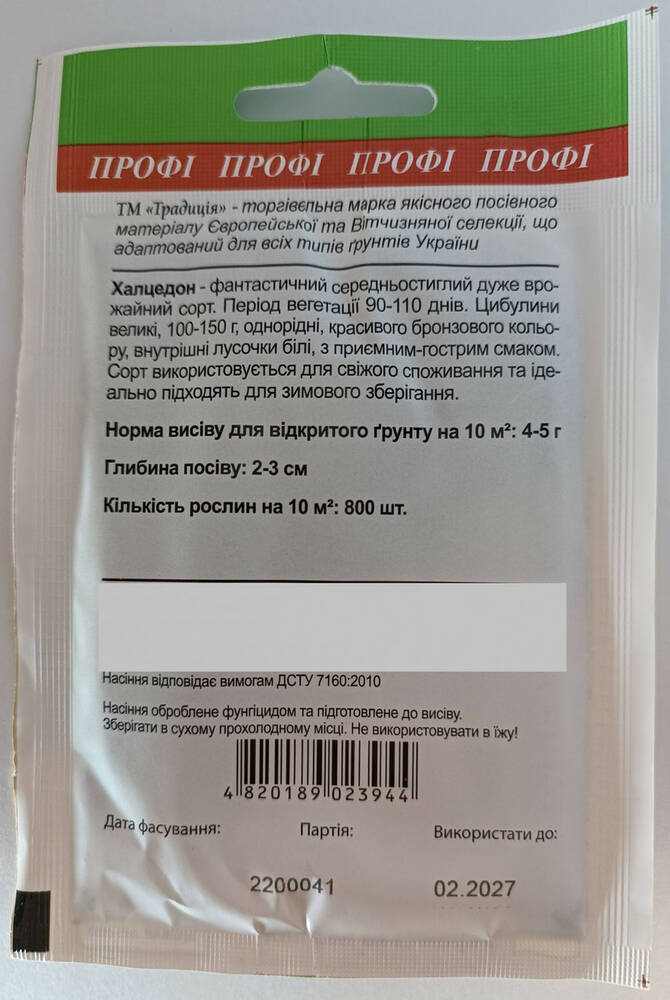 ПРОФІ ПРОФІ ПРОФІ ПРОФІ
ТМ «Традиція» - торгівельна марка якісного посівного
матеріалу Європейської та Вітчизняної селекції, що
адаптований для всіх типів ґрунтів України
Халцедон - фантастичний середньостиглий дуже вро-
жайний сорт. Період вегетації 90-110 днів. Цибулини
великі, 100-150 г, однорідні, красивого бронзового кольо-
ру, внутрішні лусочки білі, з приємним-гострим смаком.
Сорт використовується для свіжого споживання та іде-
ально підходять для зимового зберігання.
Норма висіву для відкритого ґрунту на 10 м²: 4-5 г
Глибина посіву: 2-3 см
Кількість рослин на 10 м²: 800 шт.
Насіння відповідає вимогам ДСТУ 7160:2010
Насіння оброблене фунгіцидом та підготовлене до висіву.
Зберігати в сухому прохолодному місці. Не використовувати в їжу!
4 820189 023944
Дата фасування: Партія: Використати до:
2200041 02.2027